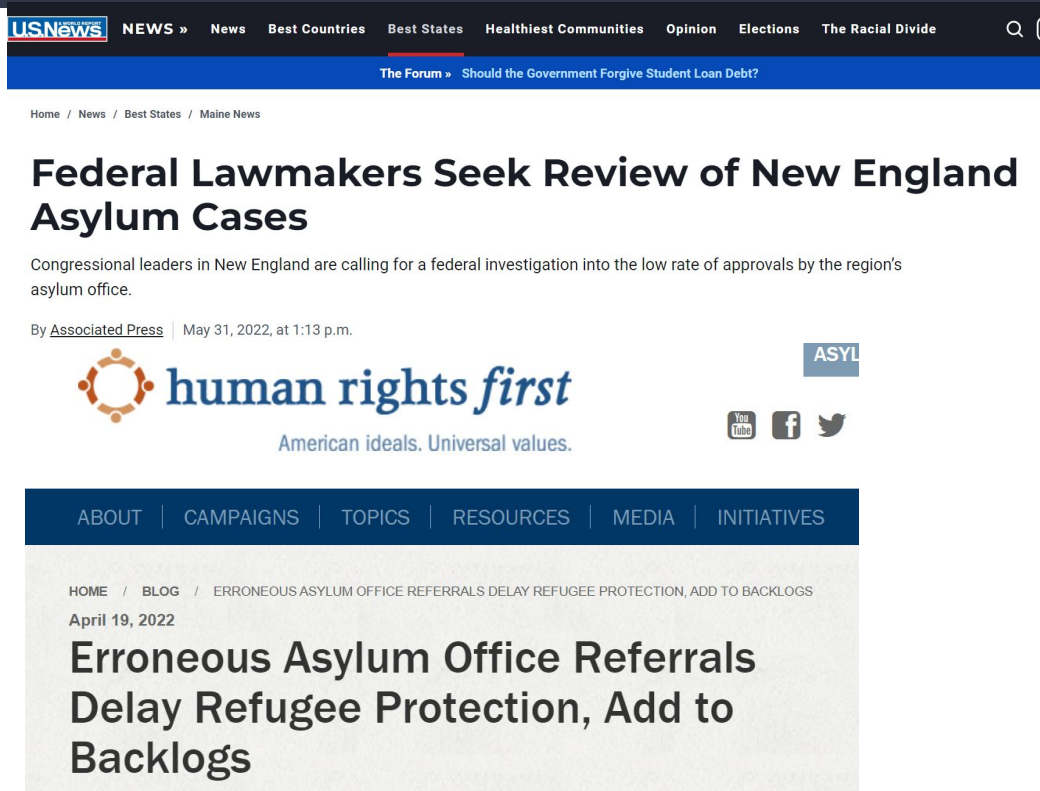 U.S.News
& WORLD REPORT
NEWS » News Best Countries Best States Healthiest Communities Opinion Elections The Racial Divide
The Forum » Should the Government Forgive Student Loan Debt?
Home / News / Best States / Maine News
Federal Lawmakers Seek Review of New England
Asylum Cases
Congressional leaders in New England are calling for a federal investigation into the low rate of approvals by the region's
asylum office.
By Associated Press | May 31, 2022, at 1:13 p.m.
ASYL
human rights first
American ideals. Universal values.
You
Tube
ABOUT | CAMPAIGNS | TOPICS | RESOURCES | MEDIA | INITIATIVES
HOME / BLOG / ERRONEOUS ASYLUM OFFICE REFERRALS DELAY REFUGEE PROTECTION, ADD TO BACKLOGS
April 19, 2022
Erroneous Asylum Office Referrals
Delay Refugee Protection, Add to
Backlogs